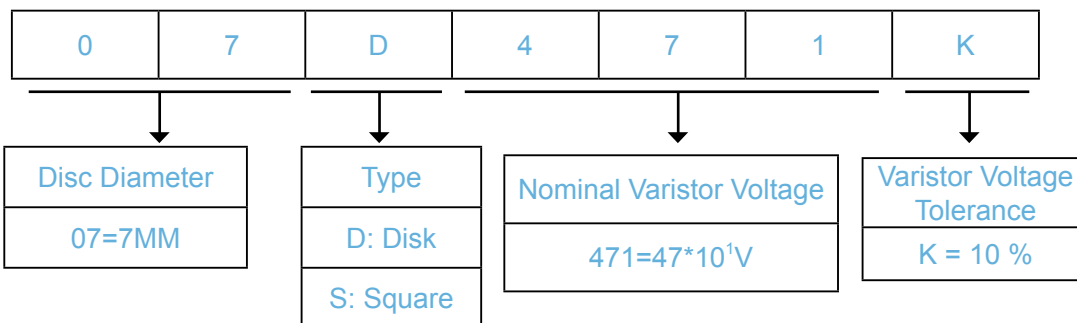 0 7 D 4 7 1 K
Disc Diameter
07=7MM
Type
D: Disk
S: Square
Nominal Varistor Voltage
471=47*10¹V
Varistor Voltage
Tolerance
K = 10 %